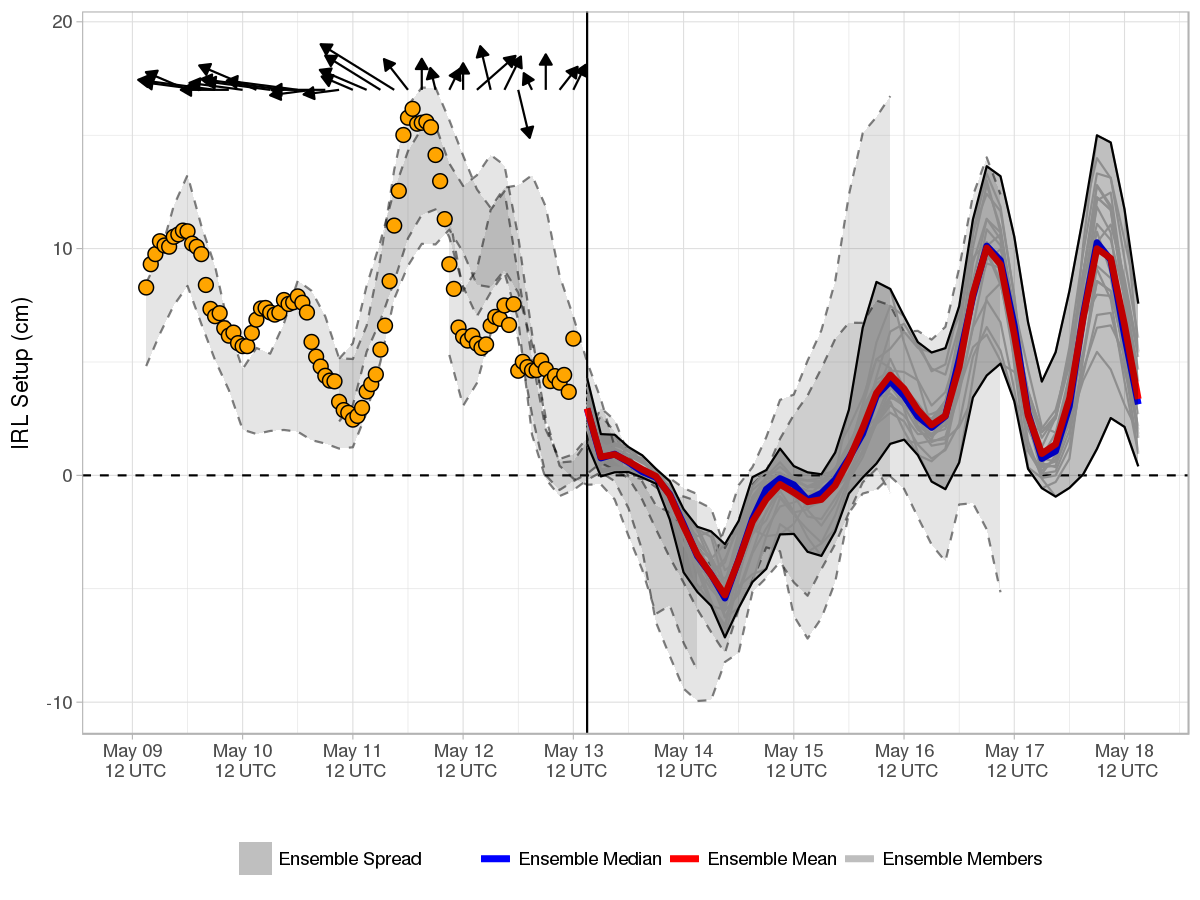 20
10
0
-10
IRL Setup (cm)
May 09 May 10 May 11 May 12 May 13 May 14 May 15 May 16 May 17 May 18
12 UTC 12 UTC 12 UTC 12 UTC 12 UTC 12 UTC 12 UTC 12 UTC 12 UTC 12 UTC
Ensemble Spread Ensemble Median Ensemble Mean Ensemble Members